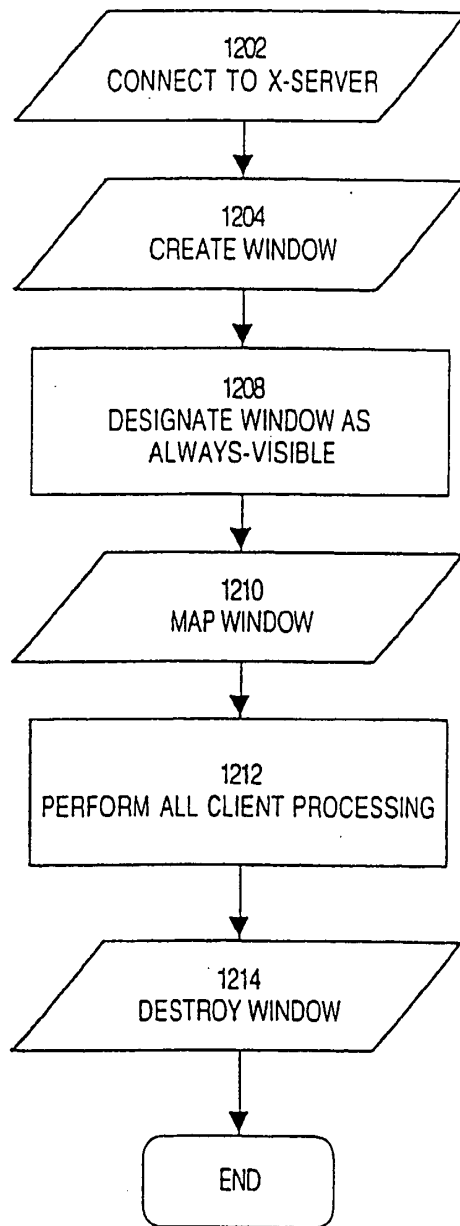 1202
CONNECT TO X-SERVER
1204
CREATE WINDOW
1208
DESIGNATE WINDOW AS
ALWAYS-VISIBLE
1210
MAP WINDOW
1212
PERFORM ALL CLIENT PROCESSING
1214
DESTROY WINDOW
END